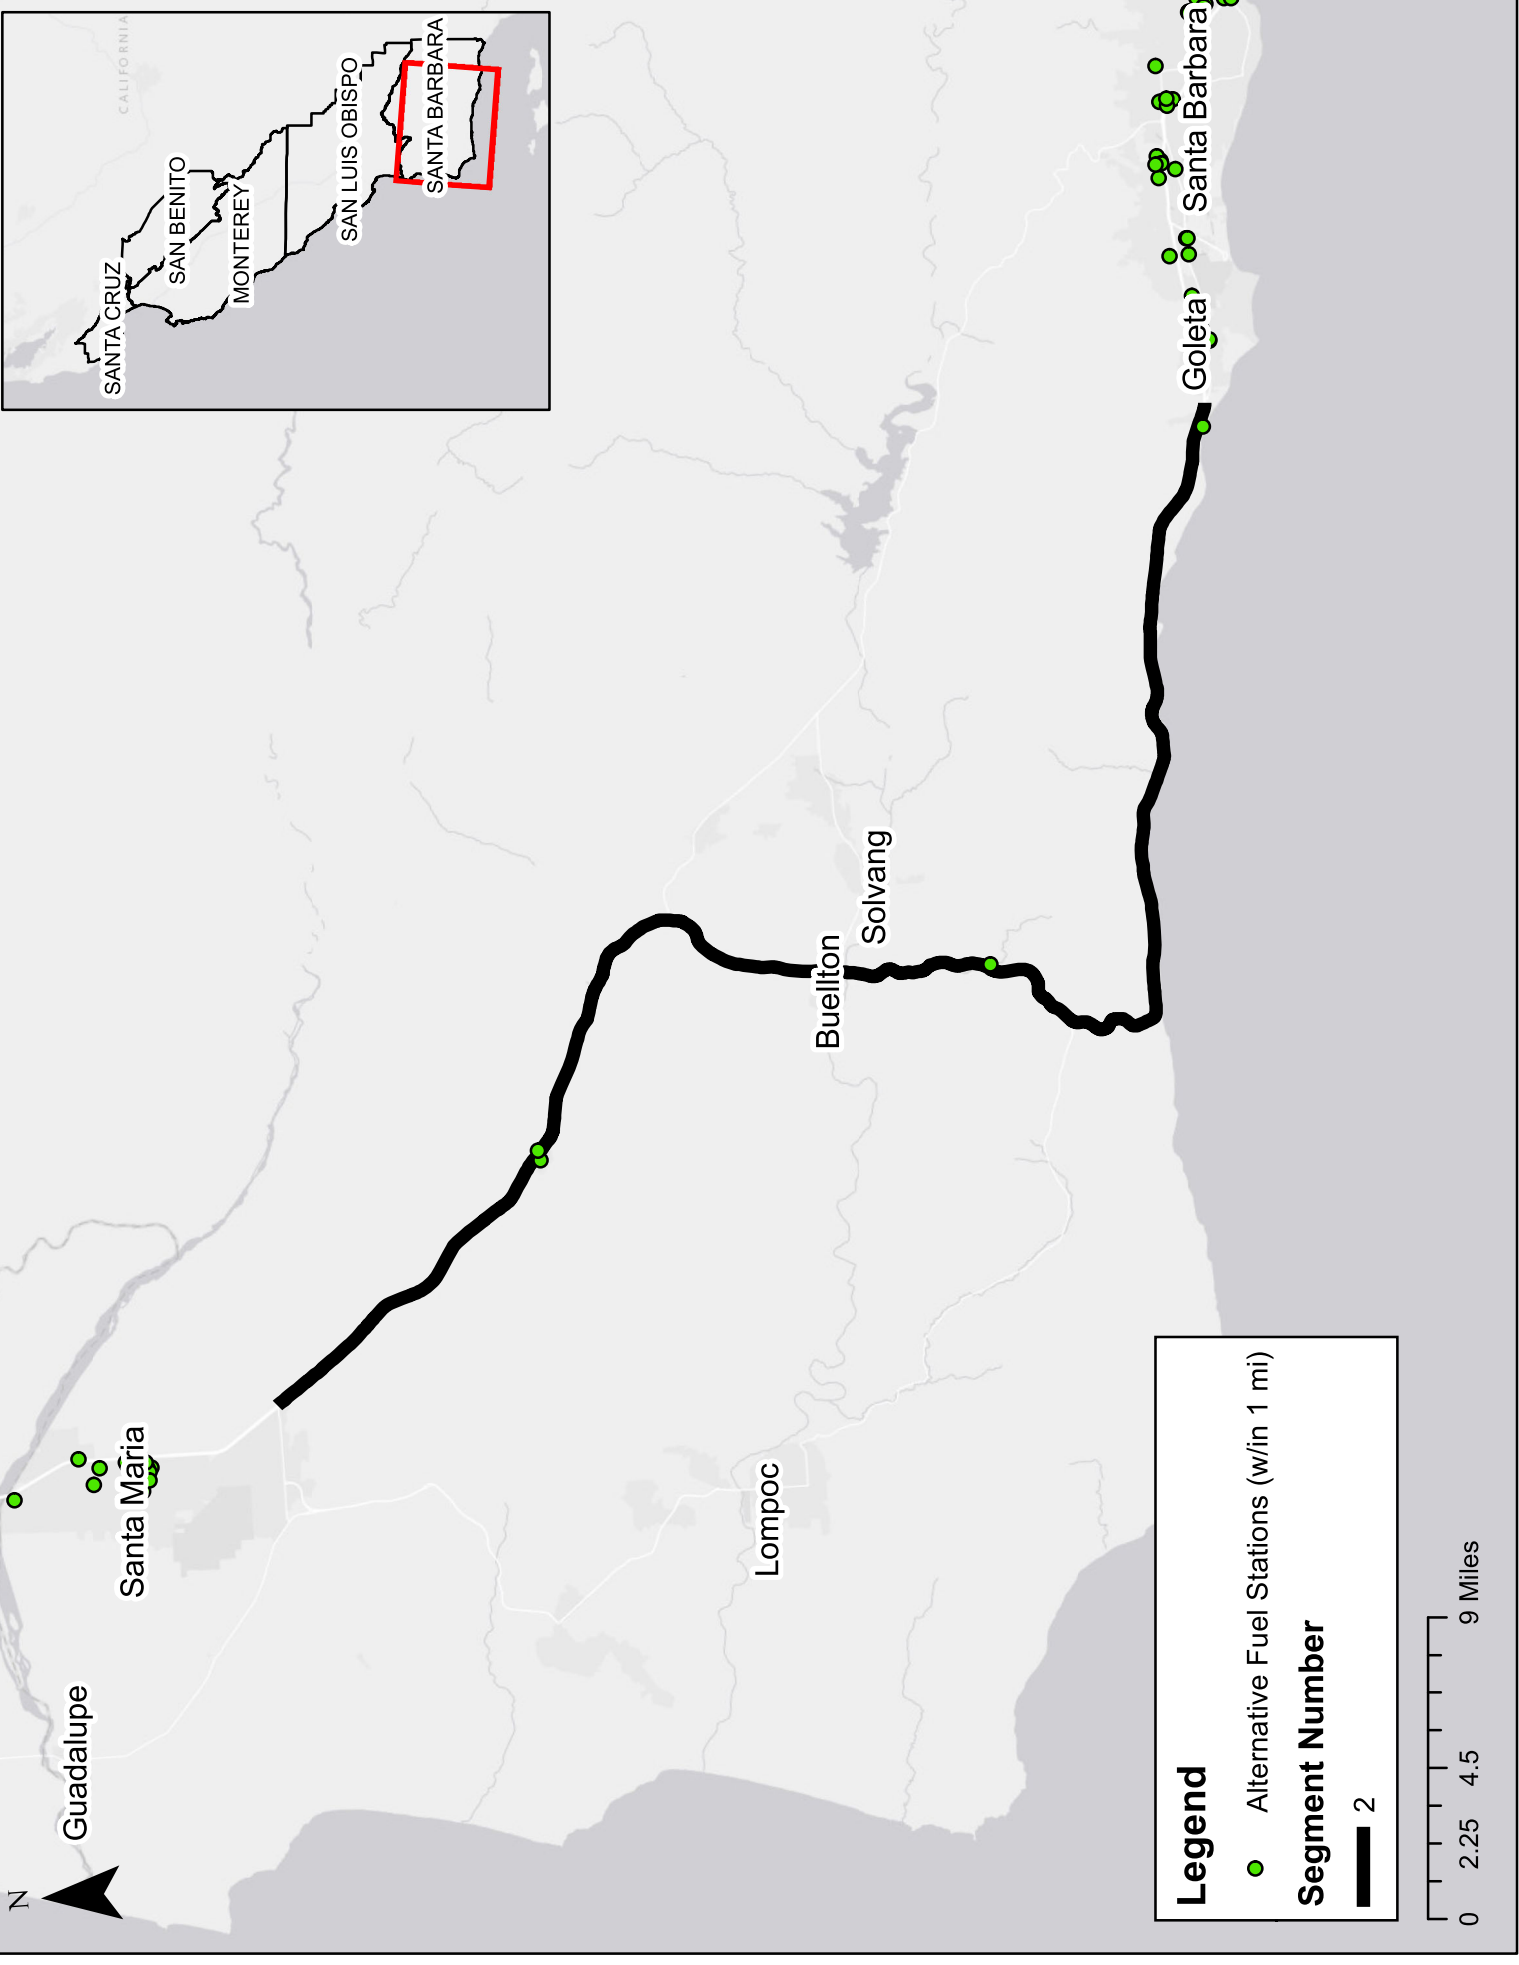 N
Guadalupe
Santa Maria
Lompoc
Buellton
Solvang
Goleta
Santa Barbara
CALIFORNIA
SANTA CRUZ
SAN BENITO
MONTEREY
SAN LUIS OBISPO
SANTA BARBARA
Legend
Alternative Fuel Stations (w/in 1 mi)
Segment Number
2
0 2.25 4.5 9 Miles